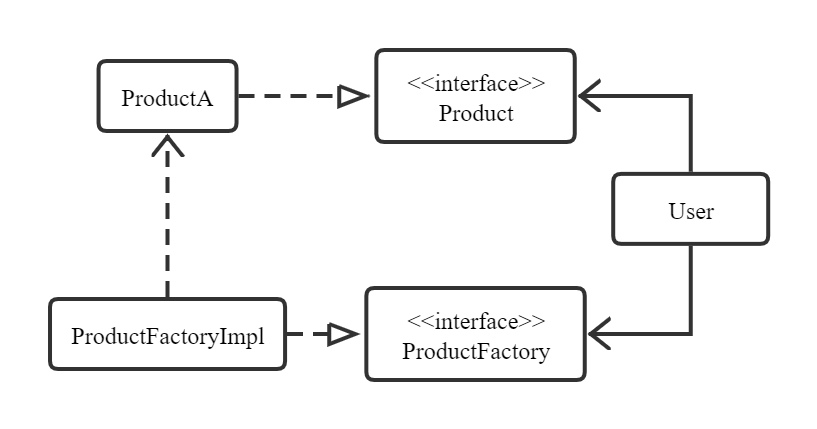 ProductA
<<interface>>
Product
User
ProductFactoryImpl
<<interface>>
ProductFactory